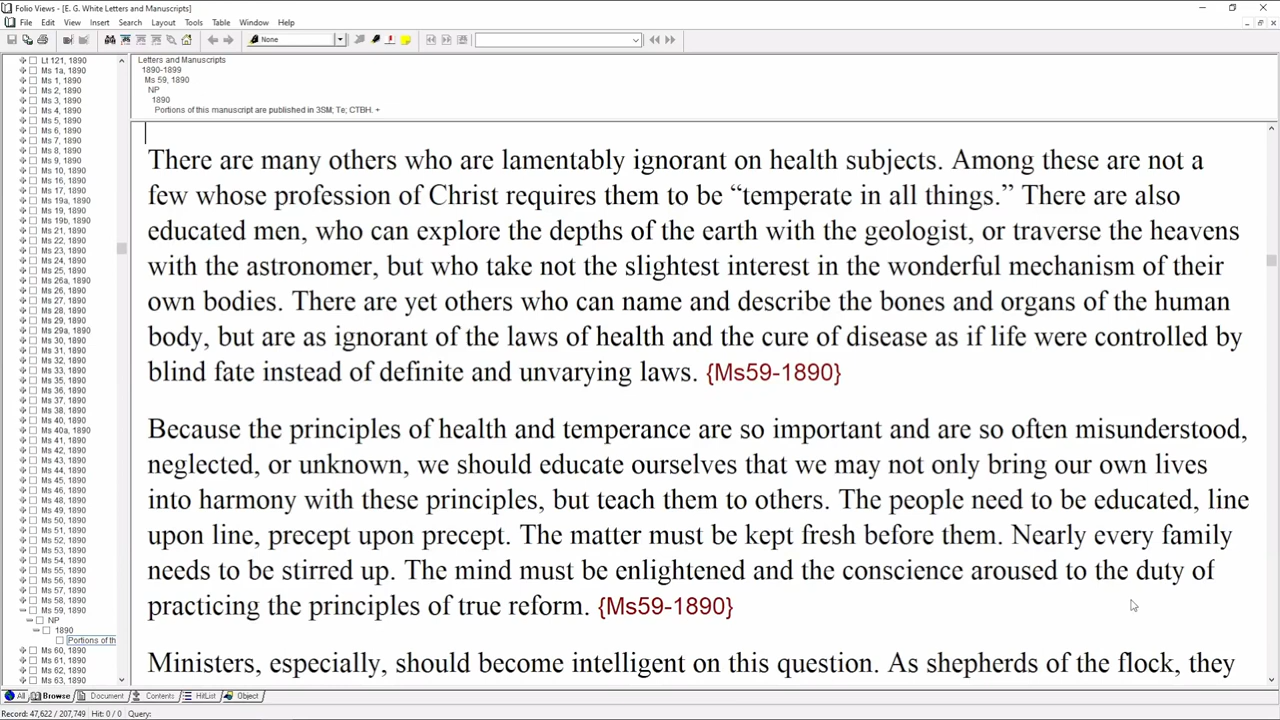 Folio Views - [E. G. White Letters and Manuscripts]
File Edit View Insert Search Layout Tools Table Window Help
None
Letters and Manuscripts
1890-1899
Ms 59, 1890
NP
1890
Portions of this manuscript are published in 3SM; Te; CTBH. +
Lt 121, 1890
Ms 1a, 1890
Ms 1, 1890
Ms 2, 1890
Ms 3, 1890
Ms 4, 1890
Ms 5, 1890
Ms 6, 1890
Ms 7, 1890
Ms 8, 1890
Ms 9, 1890
Ms 10, 1890
Ms 16, 1890
Ms 17, 1890
Ms 19a, 1890
Ms 19, 1890
Ms 19b, 1890
Ms 21, 1890
Ms 22, 1890
Ms 23, 1890
Ms 24, 1890
Ms 25, 1890
Ms 26a, 1890
Ms 26, 1890
Ms 27, 1890
Ms 28, 1890
Ms 29, 1890
Ms 29a, 1890
Ms 30, 1890
Ms 31, 1890
Ms 32, 1890
Ms 33, 1890
Ms 35, 1890
Ms 36, 1890
Ms 37, 1890
Ms 38, 1890
Ms 40, 1890
Ms 40a, 1890
Ms 41, 1890
Ms 42, 1890
Ms 43, 1890
Ms 44, 1890
Ms 45, 1890
Ms 46, 1890
Ms 48, 1890
Ms 49, 1890
Ms 50, 1890
Ms 51, 1890
Ms 52, 1890
Ms 53, 1890
Ms 54, 1890
Ms 55, 1890
Ms 56, 1890
Ms 57, 1890
Ms 58, 1890
Ms 59, 1890
NP
1890
Portions of th
Ms 60, 1890
Ms 61, 1890
Ms 62, 1890
Ms 63, 1890
There are many others who are lamentably ignorant on health subjects. Among these are not a
few whose profession of Christ requires them to be “temperate in all things.” There are also
educated men, who can explore the depths of the earth with the geologist, or traverse the heavens
with the astronomer, but who take not the slightest interest in the wonderful mechanism of their
own bodies. There are yet others who can name and describe the bones and organs of the human
body, but are as ignorant of the laws of health and the cure of disease as if life were controlled by
blind fate instead of definite and unvarying laws. {Ms59-1890}
Because the principles of health and temperance are so important and are so often misunderstood,
neglected, or unknown, we should educate ourselves that we may not only bring our own lives
into harmony with these principles, but teach them to others. The people need to be educated, line
upon line, precept upon precept. The matter must be kept fresh before them. Nearly every family
needs to be stirred up. The mind must be enlightened and the conscience aroused to the duty of
practicing the principles of true reform. {Ms59-1890}
Ministers, especially, should become intelligent on this question. As shepherds of the flock, they
All Browse Document Contents HitList Object
Record: 47,622 / 207,749 Hit: 0 / 0 Query: